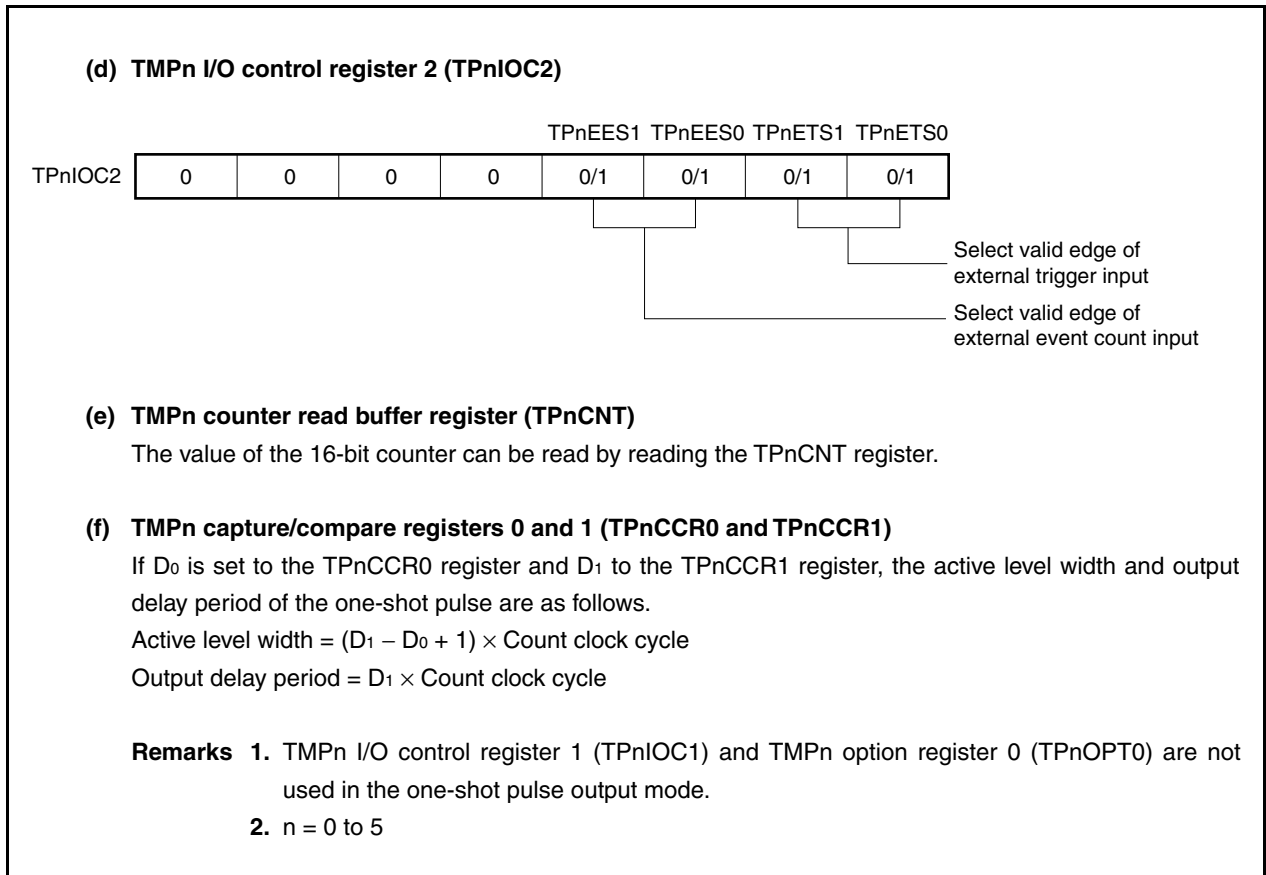 (d) TMPn I/O control register 2 (TPnIOC2)
TPnEES1 TPnEES0 TPnETS1 TPnETS0
TPnIOC2 0 0 0 0 0/1 0/1 0/1 0/1
Select valid edge of
external trigger input
Select valid edge of
external event count input
(e) TMPn counter read buffer register (TPnCNT)
The value of the 16-bit counter can be read by reading the TPnCNT register.
(f) TMPn capture/compare registers 0 and 1 (TPnCCR0 and TPnCCR1)
If D0 is set to the TPnCCR0 register and D1 to the TPnCCR1 register, the active level width and output
delay period of the one-shot pulse are as follows.
Active level width = (D1 − D0 + 1) × Count clock cycle
Output delay period = D1 × Count clock cycle
Remarks 1. TMPn I/O control register 1 (TPnIOC1) and TMPn option register 0 (TPnOPT0) are not
used in the one-shot pulse output mode.
2. n = 0 to 5